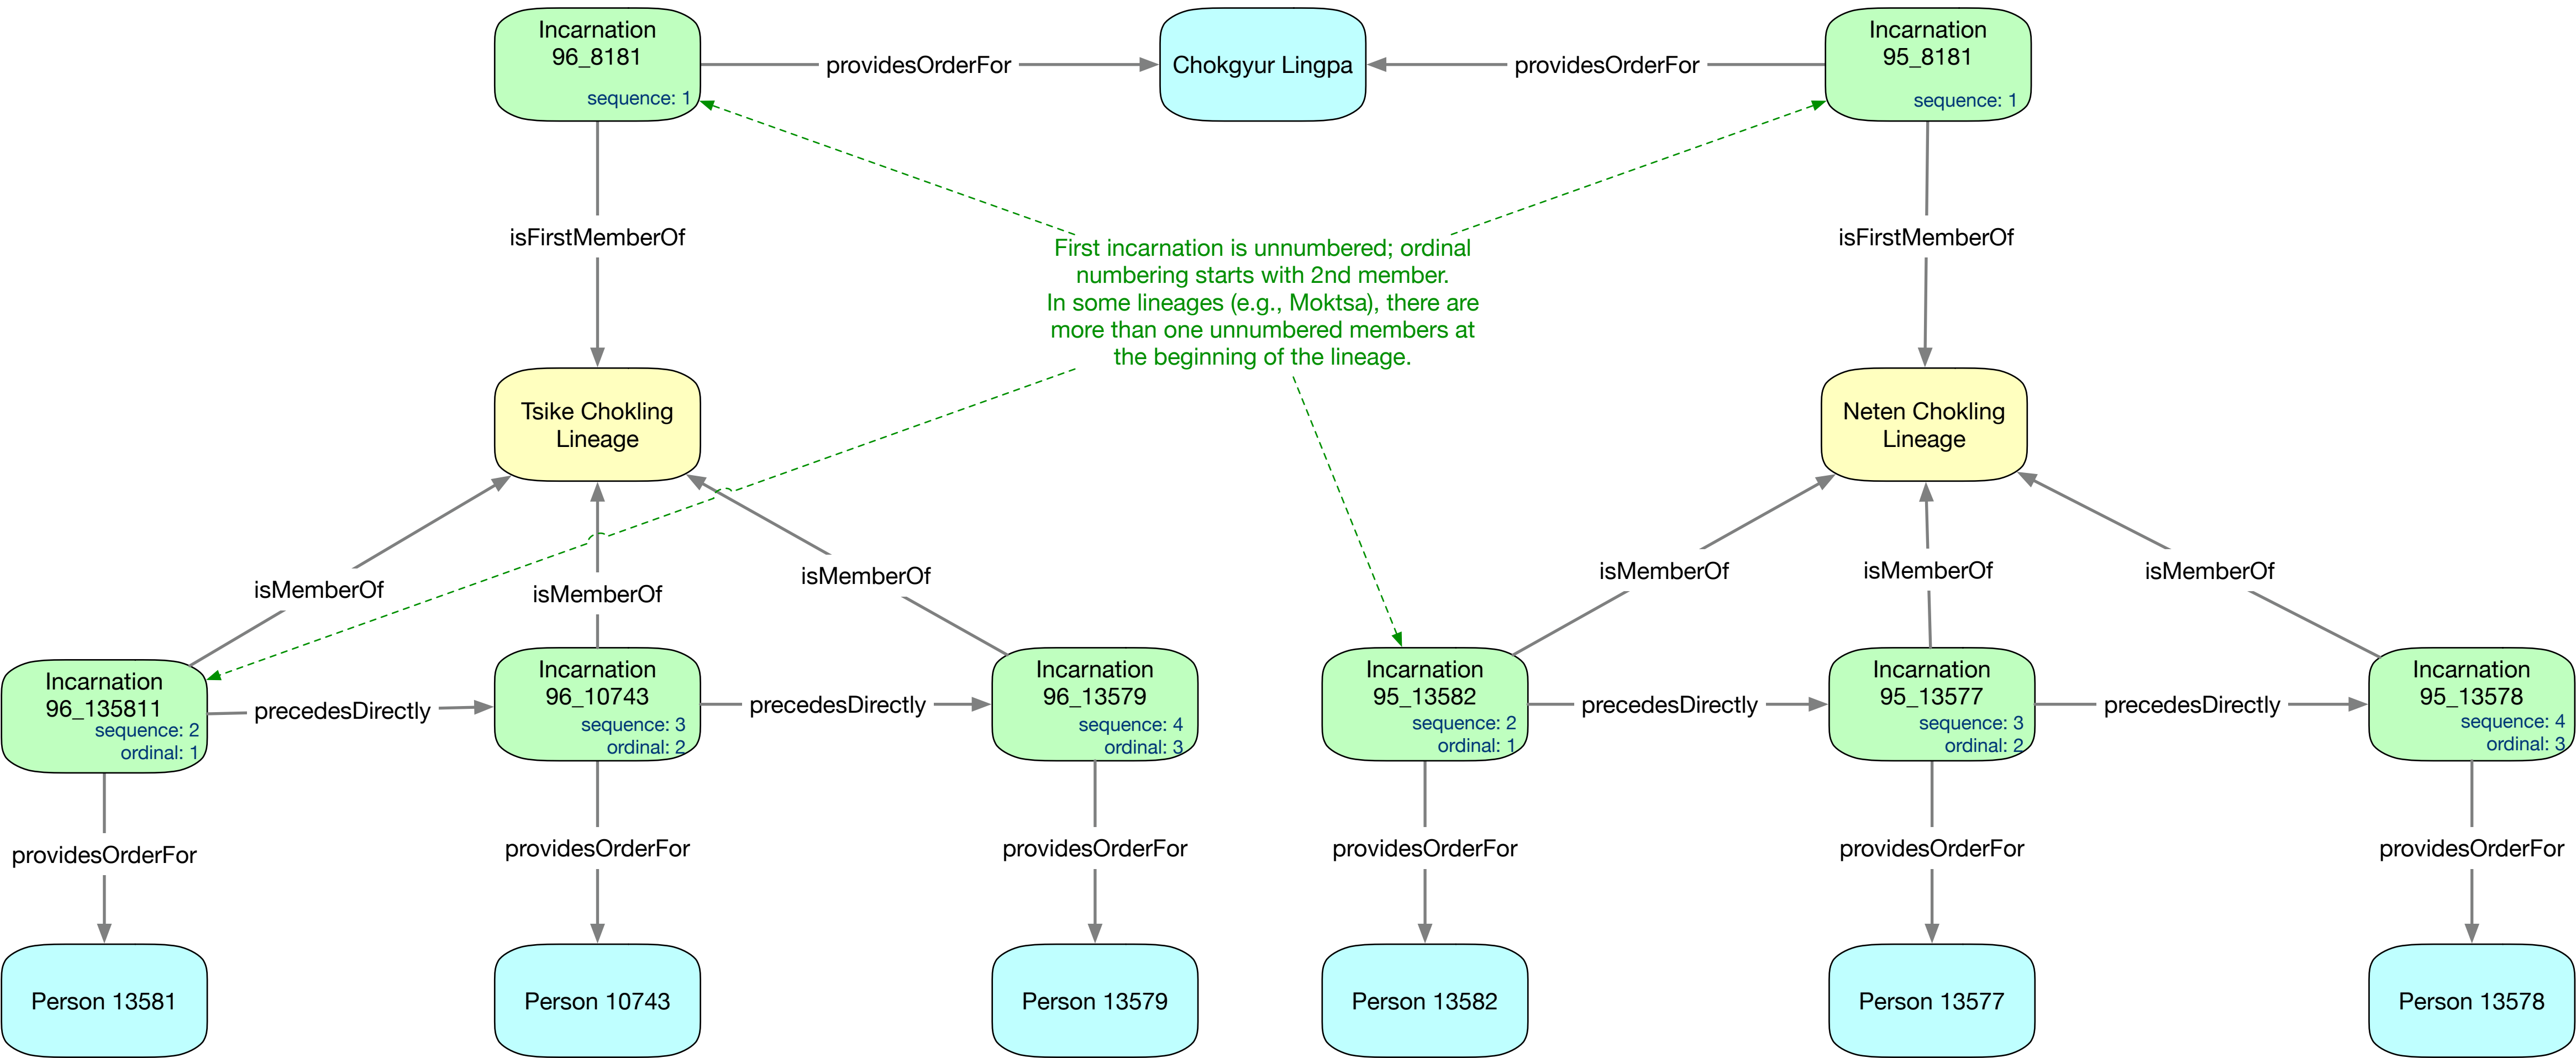 Incarnation
96_8181
sequence: 1
providesOrderFor
Chokgyur Lingpa
providesOrderFor
Incarnation
95_8181
sequence: 1
isFirstMemberOf
isFirstMemberOf
First incarnation is unnumbered; ordinal
numbering starts with 2nd member.
In some lineages (e.g., Moktsa), there are
more than one unnumbered members at
the beginning of the lineage.
Tsike Chokling
Lineage
Neten Chokling
Lineage
isMemberOf
isMemberOf
isMemberOf
isMemberOf
isMemberOf
isMemberOf
Incarnation
96_135811
sequence: 2
ordinal: 1
precedesDirectly
Incarnation
96_10743
sequence: 3
ordinal: 2
precedesDirectly
Incarnation
96_13579
sequence: 4
ordinal: 3
Incarnation
95_13582
sequence: 2
ordinal: 1
precedesDirectly
Incarnation
95_13577
sequence: 3
ordinal: 2
precedesDirectly
Incarnation
95_13578
sequence: 4
ordinal: 3
providesOrderFor
providesOrderFor
providesOrderFor
providesOrderFor
providesOrderFor
providesOrderFor
Person 13581
Person 10743
Person 13579
Person 13582
Person 13577
Person 13578